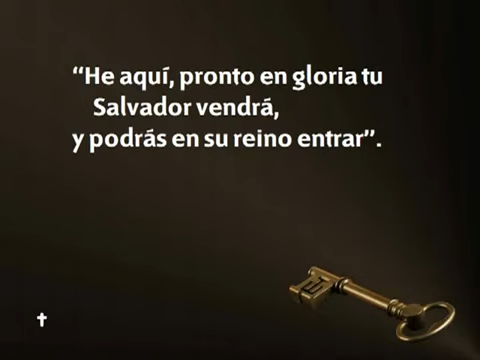 “He aquí, pronto en gloria tu
Salvador vendrá,
y podrás en su reino entrar”.